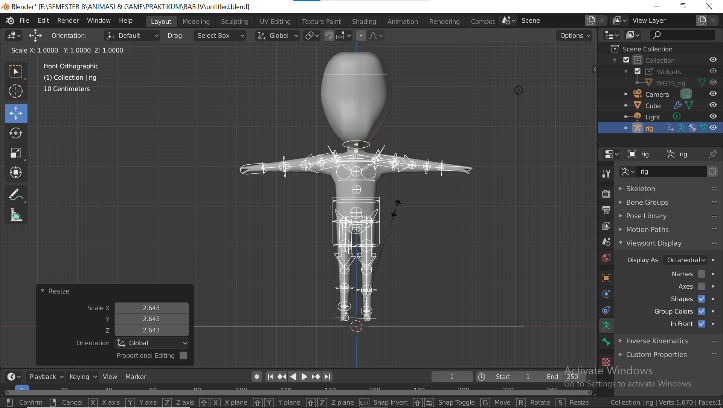 Blender* [E:\SEMESTER 8\ANIMASI & GAME\PRAKTIKUM\BAB IV\untitled.blend]
File Edit Render Window Help Layout Modeling Sculpting UV Editing Texture Paint Shading Animation Rendering Compos Scene View Layer
Orientation: Default Drag: Select Box Global Options
Scale X: 1.0000 Y: 1.0000 Z: 1.0000
Front Orthographic
(1) Collection | rig
10 Centimeters
Scene Collection
Collection
Widgets
WGTS_rig
Camera
Cube
Light
rig
rig rig
rig
Skeleton
Bone Groups
Pose Library
Motion Paths
Viewport Display
Display As Octahedral
Names
Axes
Shapes
Group Colors
In Front
Inverse Kinematics
Custom Properties
Resize
Scale X 2.643
Y 2.643
Z 2.643
Orientation Global
Proportional Editing
Activate Windows
Go to Settings to activate Windows.
Playback Keying View Marker 1 Start 1 End 250
Confirm Cancel X X axis Y Y axis Z Z axis X X plane Y Y plane Z Z plane Snap Invert Snap Toggle G Move R Rotate S Resize Collection | rig | Verts:1,670 | Faces:1